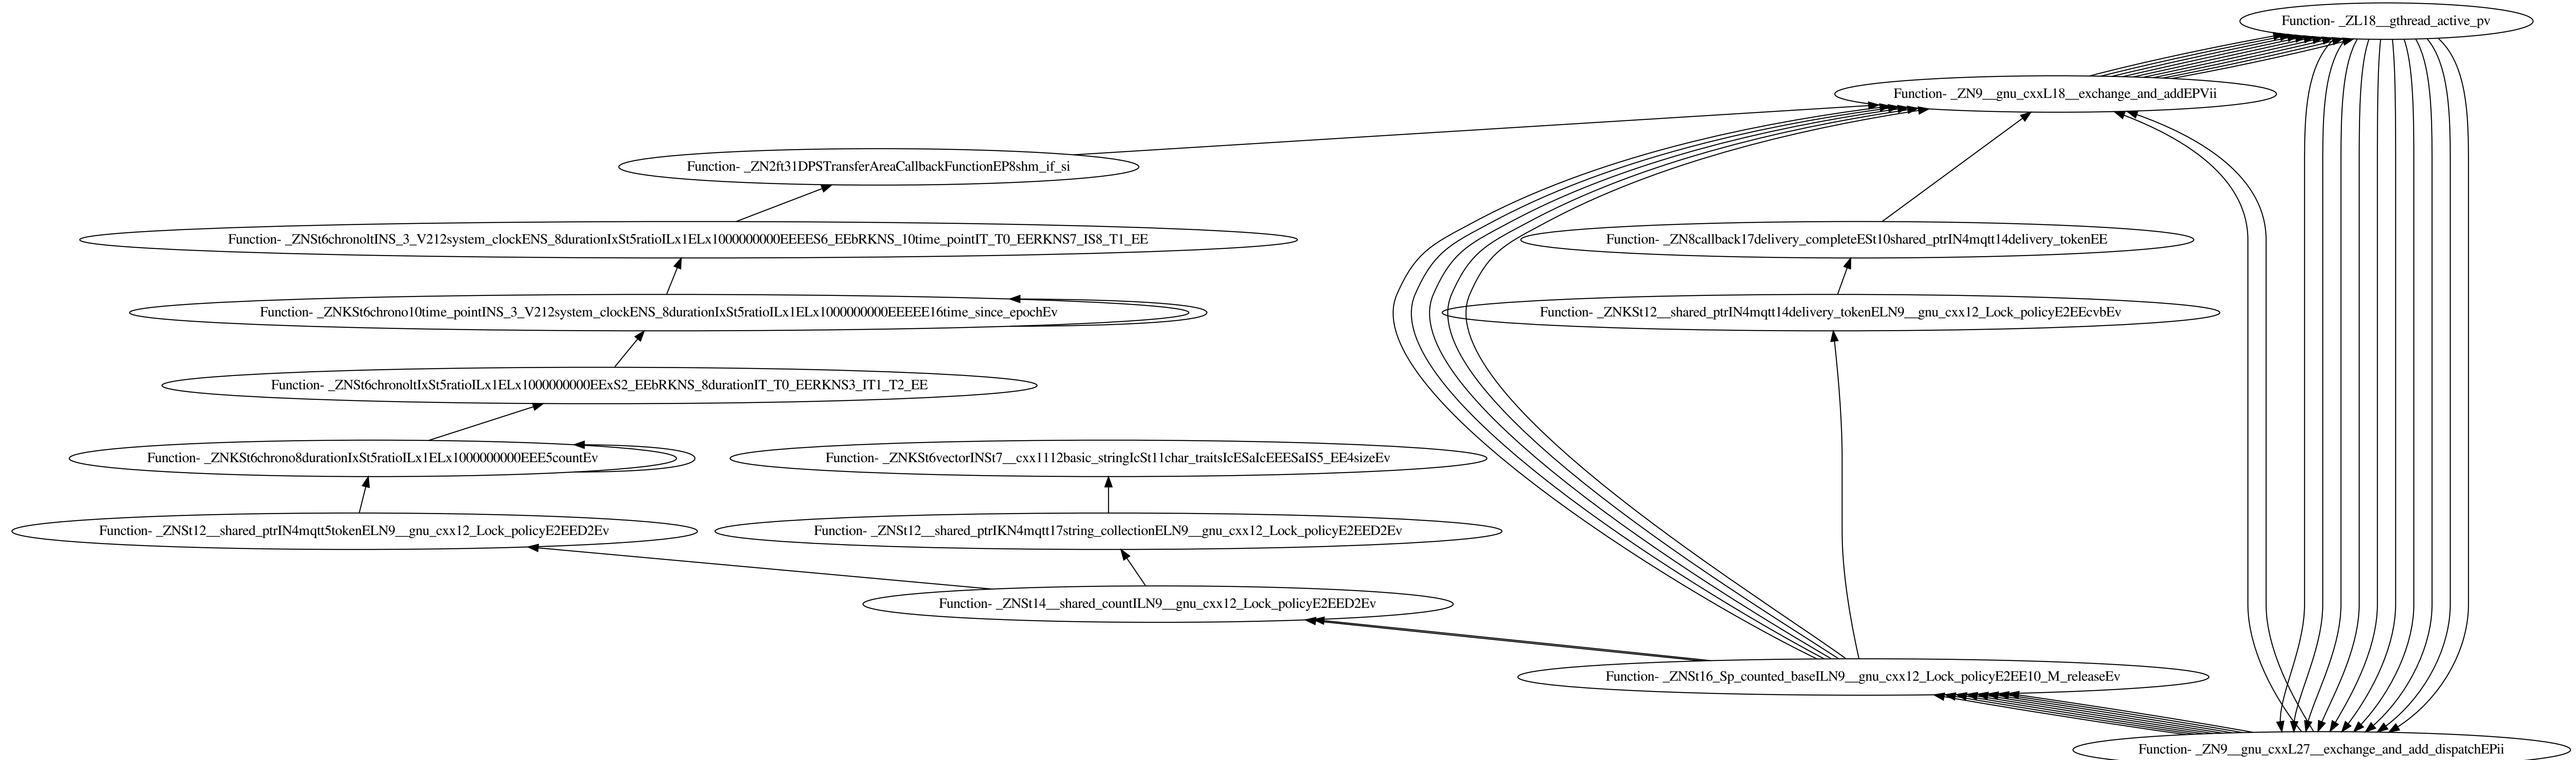 Function- _ZL18__gthread_active_pv
Function- _ZN9__gnu_cxxL18__exchange_and_addEPVii
Function- _ZN2ft31DPSTransferAreaCallbackFunctionEP8shm_if_si
Function- _ZNSt6chronoltINS_3_V212system_clockENS_8durationIxSt5ratioILx1ELx1000000000EEEES6_EEbRKNS_10time_pointIT_T0_EERKNS7_IS8_T1_EE
Function- _ZN8callback17delivery_completeESt10shared_ptrIN4mqtt14delivery_tokenEE
Function- _ZNKSt6chrono10time_pointINS_3_V212system_clockENS_8durationIxSt5ratioILx1ELx1000000000EEEEE16time_since_epochEv
Function- _ZNKSt12__shared_ptrIN4mqtt14delivery_tokenELN9__gnu_cxx12_Lock_policyE2EEcvbEv
Function- _ZNSt6chronoltIxSt5ratioILx1ELx1000000000EExS2_EEbRKNS_8durationIT_T0_EERKNS3_IT1_T2_EE
Function- _ZNKSt6chrono8durationIxSt5ratioILx1ELx1000000000EEE5countEv
Function- _ZNKSt6vectorINSt7__cxx1112basic_stringIcSt11char_traitsIcESaIcEEESaIS5_EE4sizeEv
Function- _ZNSt12__shared_ptrIN4mqtt5tokenELN9__gnu_cxx12_Lock_policyE2EED2Ev
Function- _ZNSt12__shared_ptrIKN4mqtt17string_collectionELN9__gnu_cxx12_Lock_policyE2EED2Ev
Function- _ZNSt14__shared_countILN9__gnu_cxx12_Lock_policyE2EED2Ev
Function- _ZNSt16_Sp_counted_baseILN9__gnu_cxx12_Lock_policyE2EE10_M_releaseEv
Function- _ZN9__gnu_cxxL27__exchange_and_add_dispatchEPii